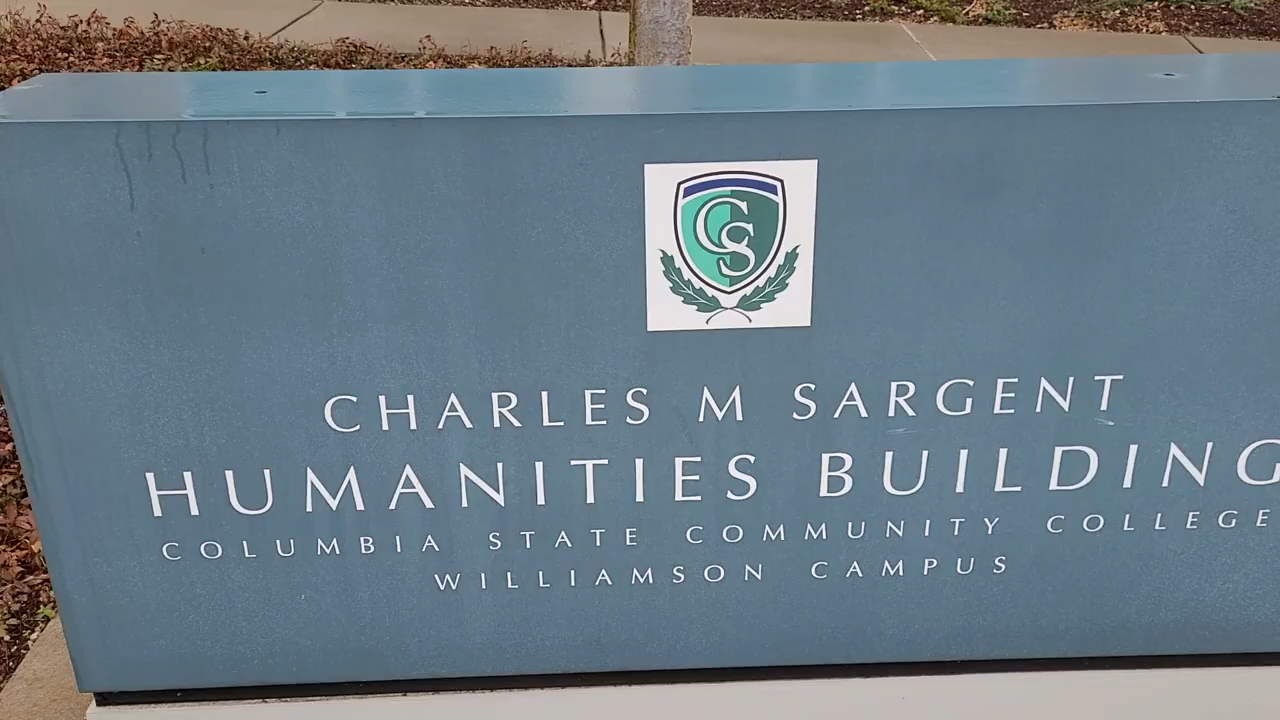 CS
CHARLES M SARGENT
HUMANITIES BUILDING
COLUMBIA STATE COMMUNITY COLLEGE
WILLIAMSON CAMPUS